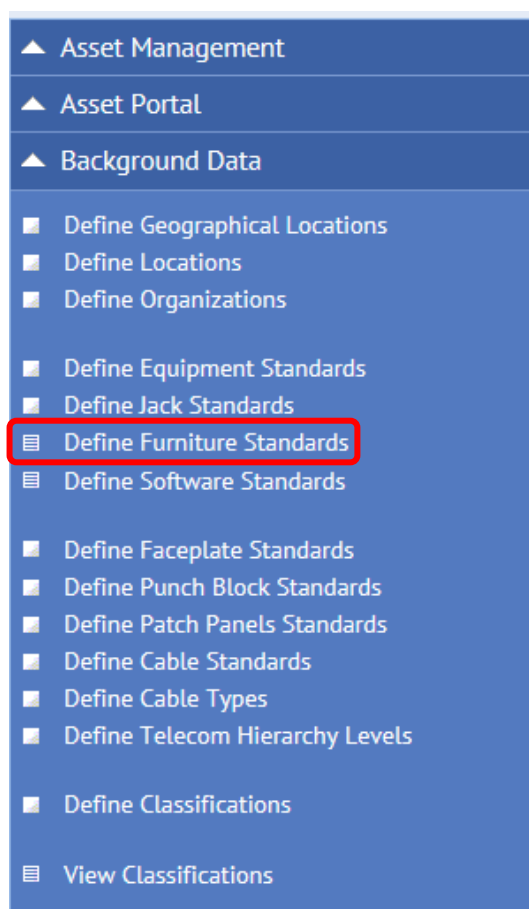 Asset Management
Asset Portal
Background Data
Define Geographical Locations
Define Locations
Define Organizations
Define Equipment Standards
Define Jack Standards
Define Furniture Standards
Define Software Standards
Define Faceplate Standards
Define Punch Block Standards
Define Patch Panels Standards
Define Cable Standards
Define Cable Types
Define Telecom Hierarchy Levels
Define Classifications
View Classifications